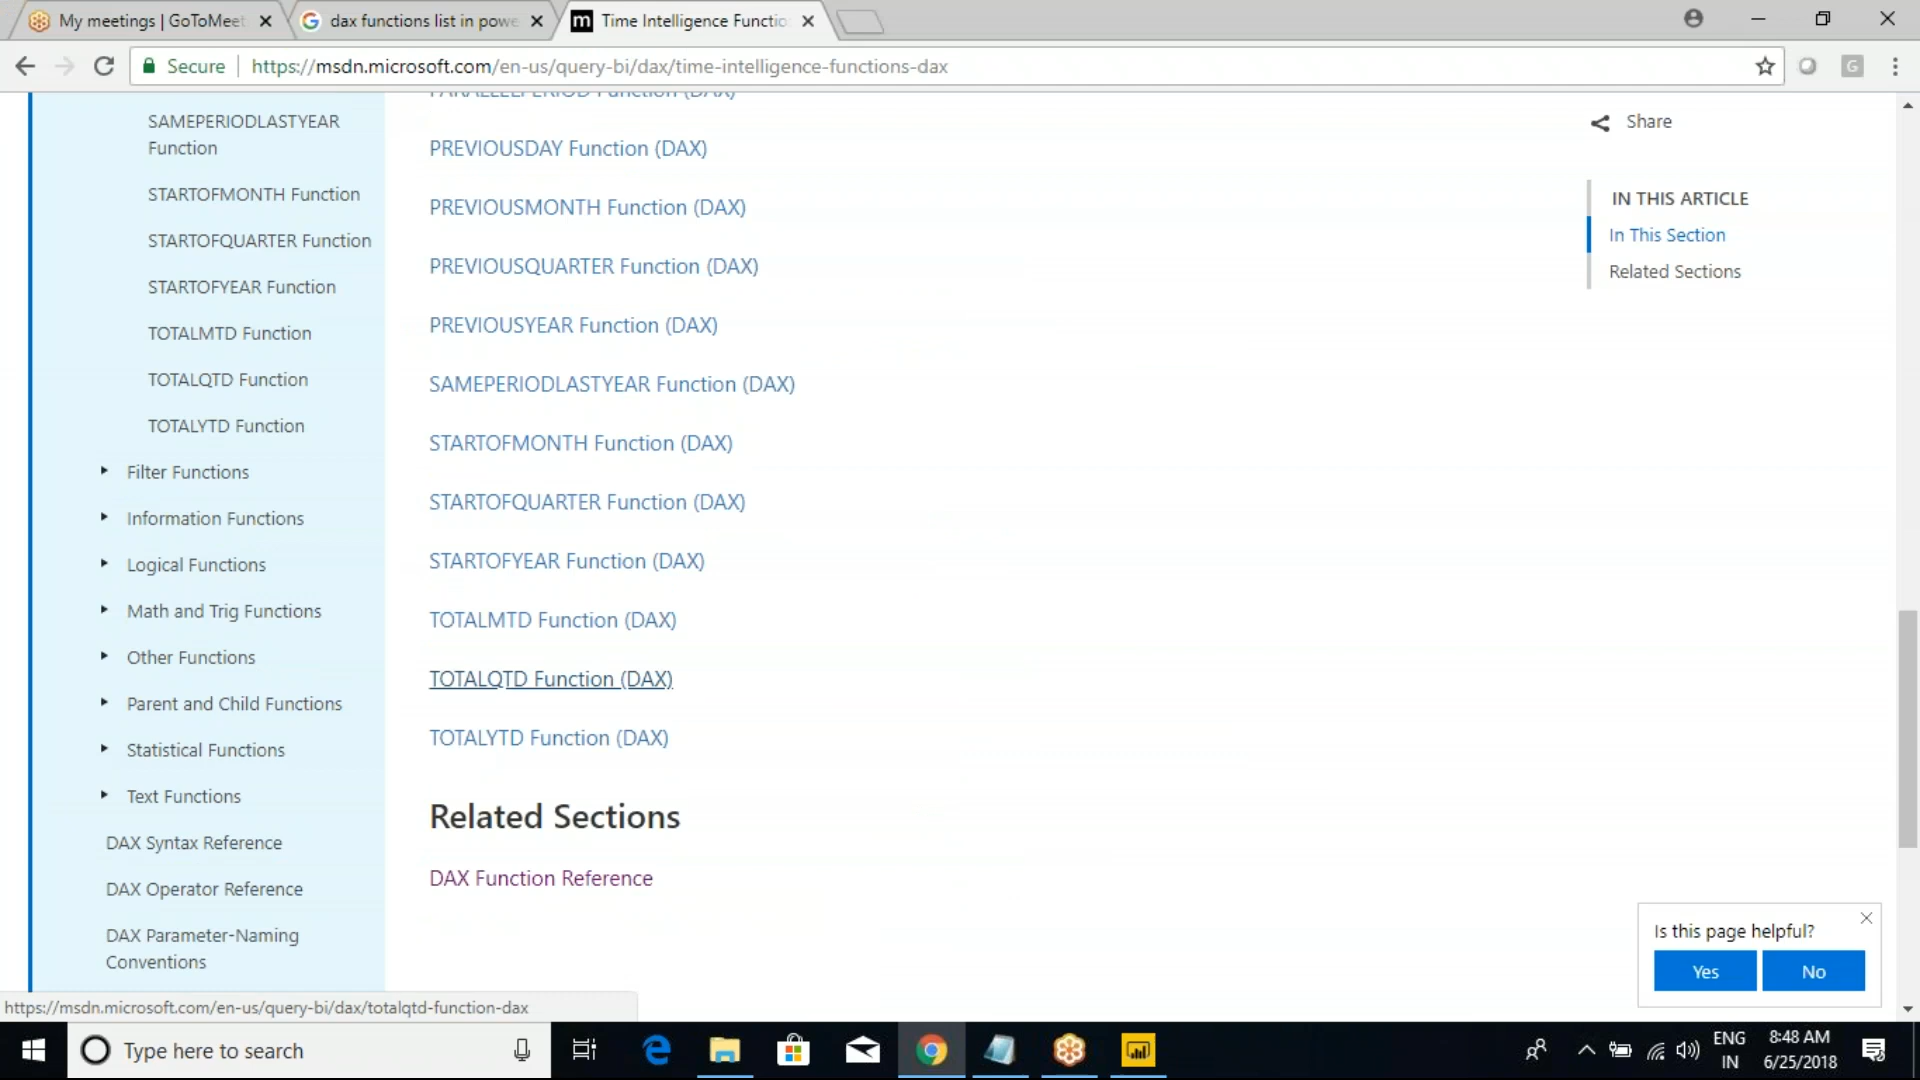 My meetings | GoToMeet
dax functions list in powe
m Time Intelligence Functio
Secure https://msdn.microsoft.com/en-us/query-bi/dax/time-intelligence-functions-dax
G
SAMEPERIODLASTYEAR
Function
STARTOFMONTH Function
STARTOFQUARTER Function
STARTOFYEAR Function
TOTALMTD Function
TOTALQTD Function
TOTALYTD Function
Filter Functions
Information Functions
Logical Functions
Math and Trig Functions
Other Functions
Parent and Child Functions
Statistical Functions
Text Functions
DAX Syntax Reference
DAX Operator Reference
DAX Parameter-Naming
Conventions
PARALLELPERIOD Function (DAX)
PREVIOUSDAY Function (DAX)
PREVIOUSMONTH Function (DAX)
PREVIOUSQUARTER Function (DAX)
PREVIOUSYEAR Function (DAX)
SAMEPERIODLASTYEAR Function (DAX)
STARTOFMONTH Function (DAX)
STARTOFQUARTER Function (DAX)
STARTOFYEAR Function (DAX)
TOTALMTD Function (DAX)
TOTALQTD Function (DAX)
TOTALYTD Function (DAX)
Related Sections
DAX Function Reference
Share
IN THIS ARTICLE
In This Section
Related Sections
Is this page helpful?
Yes No
https://msdn.microsoft.com/en-us/query-bi/dax/totalqtd-function-dax
Type here to search
ENG
IN
8:48 AM
6/25/2018